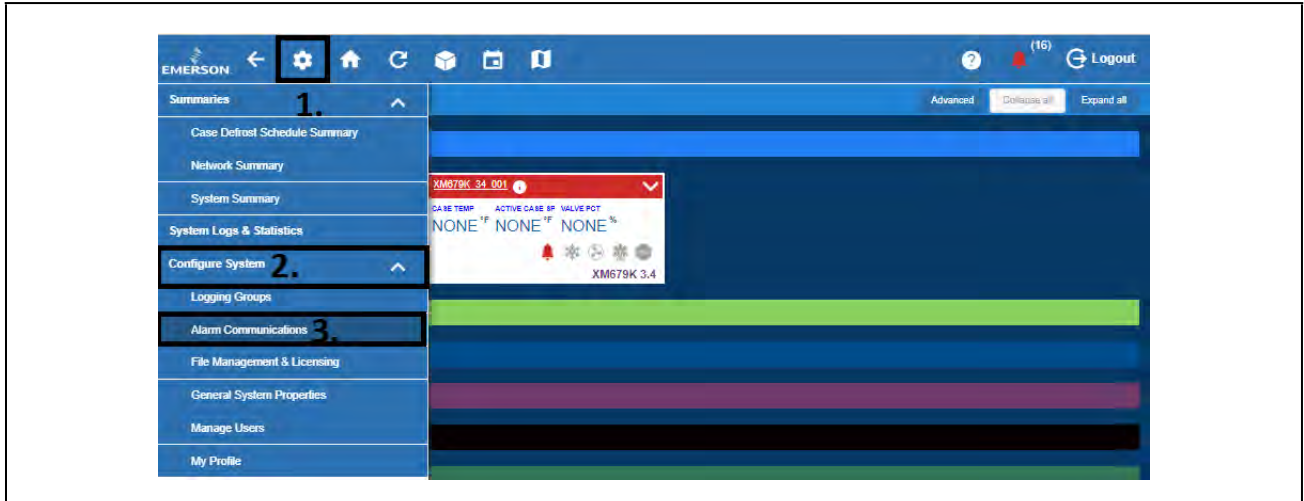 EMERSON
(16)
Logout
Summaries
1.
Advanced
Collapse all
Expand all
Case Defrost Schedule Summary
Network Summary
System Summary
System Logs & Statistics
Configure System
2.
Logging Groups
Alarm Communications
3.
File Management & Licensing
General System Properties
Manage Users
My Profile
XM679K_34_001
CASE TEMP ACTIVE CASE SP VALVE PCT
NONE °F NONE °F NONE %
XM679K 3.4